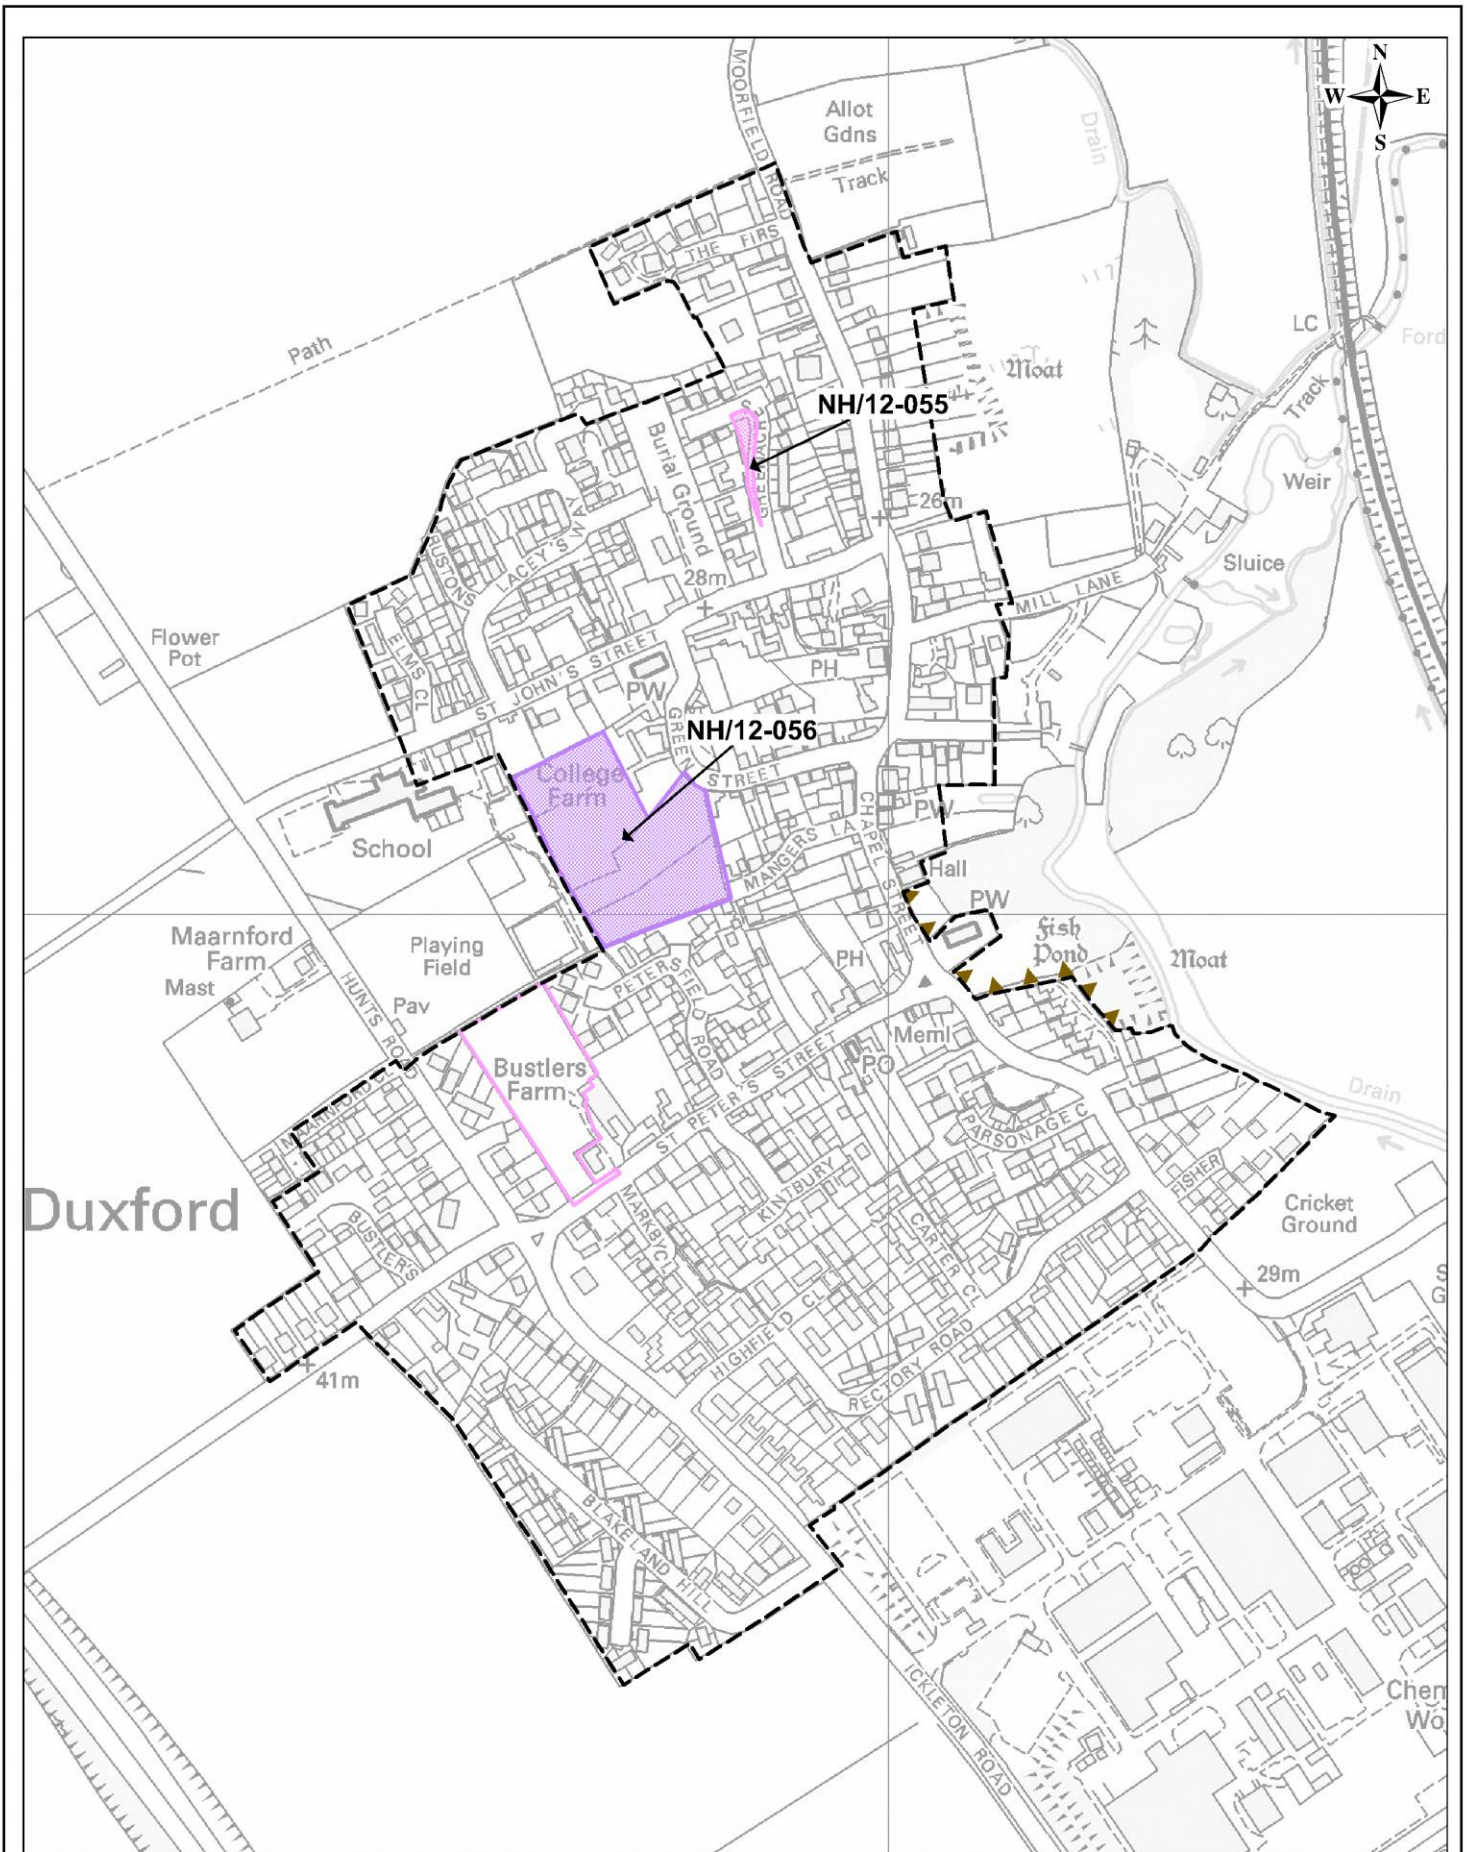 N
W E
S
MOORFIELD ROAD
Allot
Gdns
Drain
Track
THE FIRS
Path
LC
Ford
Moat
NH/12-055
Track
Burial Ground
Weir
26m
LACEY'S WAY
RUSTONS
Sluice
28m
MILL LANE
Flower
Pot
ELMS CL
ST JOHN'S STREET
PH
PW
NH/12-056
GREEN
STREET
College
Farm
School
MANGERS LA
CHAPEL STREET
PW
Hall
PW
Maarnford
Farm
Mast
Playing
Field
Fish
Pond
Moat
PH
HUNTS ROAD
Pav
PETERSFIELD ROAD
Meml
PO
Bustlers
Farm
MAARNFORD CL
ST PETER'S STREET
Drain
PARSONAGE C
KINTBURY
FISHER
Duxford
Cricket
Ground
MARKBY CL
CARTER C
BUSTLER'S
29m
S
G
HIGHFIELD CL
RECTORY ROAD
41m
BLAKELAND HILL
ICKLETON ROAD
Chem
Wo